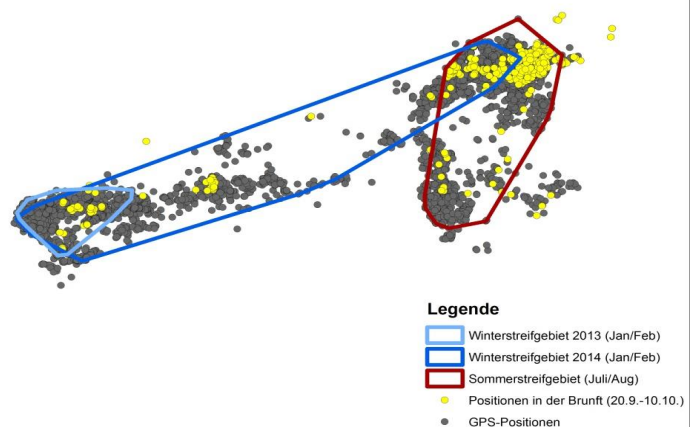 Legende
Winterstreifgebiet 2013 (Jan/Feb)
Winterstreifgebiet 2014 (Jan/Feb)
Sommerstreifgebiet (Juli/Aug)
Positionen in der Brunft (20.9.-10.10.)
GPS-Positionen